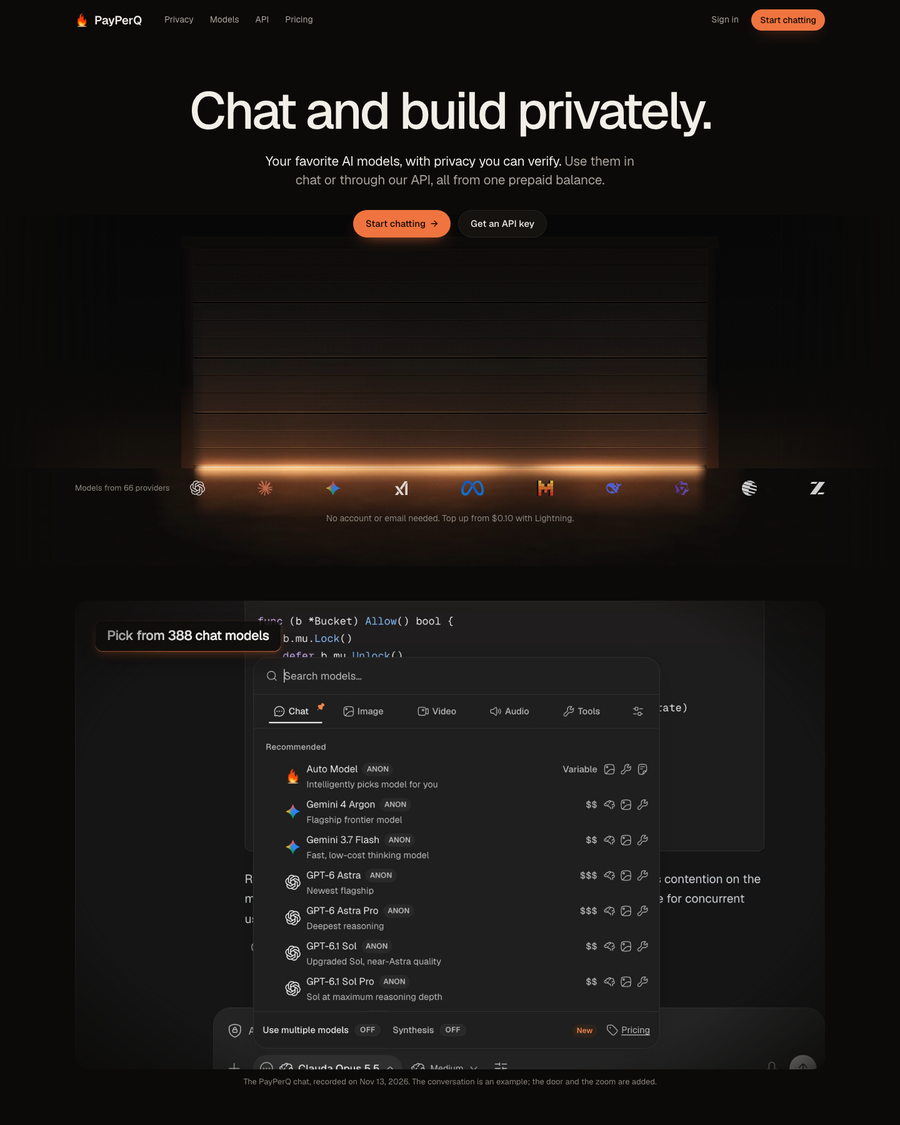 PayPerQ Privacy Models API Pricing Sign in Start chatting
Chat and build privately.
Your favorite AI models, with privacy you can verify. Use them in
chat or through our API, all from one prepaid balance.
Start chatting → Get an API key
Models from 66 providers
No account or email needed. Top up from $0.10 with Lightning.
func (b *Bucket) Allow() bool {
Pick from 388 chat models
b.mu.Lock()
defer b.mu.Unlock()
Search models...
Chat Image Video Audio Tools
Recommended
Auto Model ANON Variable
Intelligently picks model for you
Gemini 4 Argon ANON $$
Flagship frontier model
Gemini 3.7 Flash ANON $$
Fast, low-cost thinking model
GPT-6 Astra ANON $$$
contention on the
Newest flagship
GPT-6 Astra Pro ANON $$$
for concurrent
Deepest reasoning
GPT-6.1 Sol ANON $$
Upgraded Sol, near-Astra quality
GPT-6.1 Sol Pro ANON $$
Sol at maximum reasoning depth
Use multiple models OFF Synthesis OFF New Pricing
Claude Opus 5.5 Medium
The PayPerQ chat, recorded on Nov 13, 2026. The conversation is an example; the door and the zoom are added.